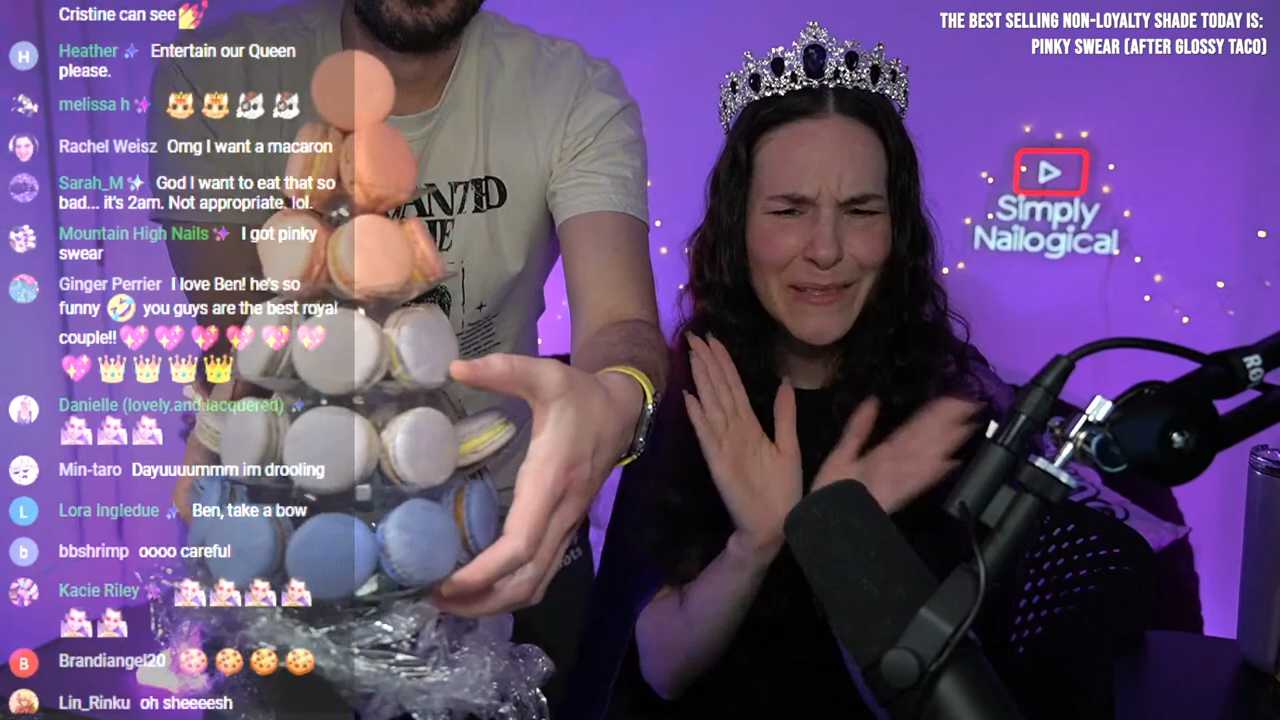 Cristine can see
THE BEST SELLING NON-LOYALTY SHADE TODAY IS:
PINKY SWEAR (AFTER GLOSSY TACO)
H Heather Entertain our Queen
please.
melissa h
Rachel Weisz Omg I want a macaron
Sarah_M God I want to eat that so
bad... it's 2am. Not appropriate. lol.
Mountain High Nails I got pinky
swear
Ginger Perrier I love Ben! he's so
funny you guys are the best royal
couple!!
Danielle (lovely.and.lacquered)
Min-taro Dayuuuummm im drooling
L Lora Ingledue Ben, take a bow
b bbshrimp oooo careful
Kacie Riley
B Brandiangel20
Lin_Rinku oh sheeeesh
WANTED
Simply
Nailogical